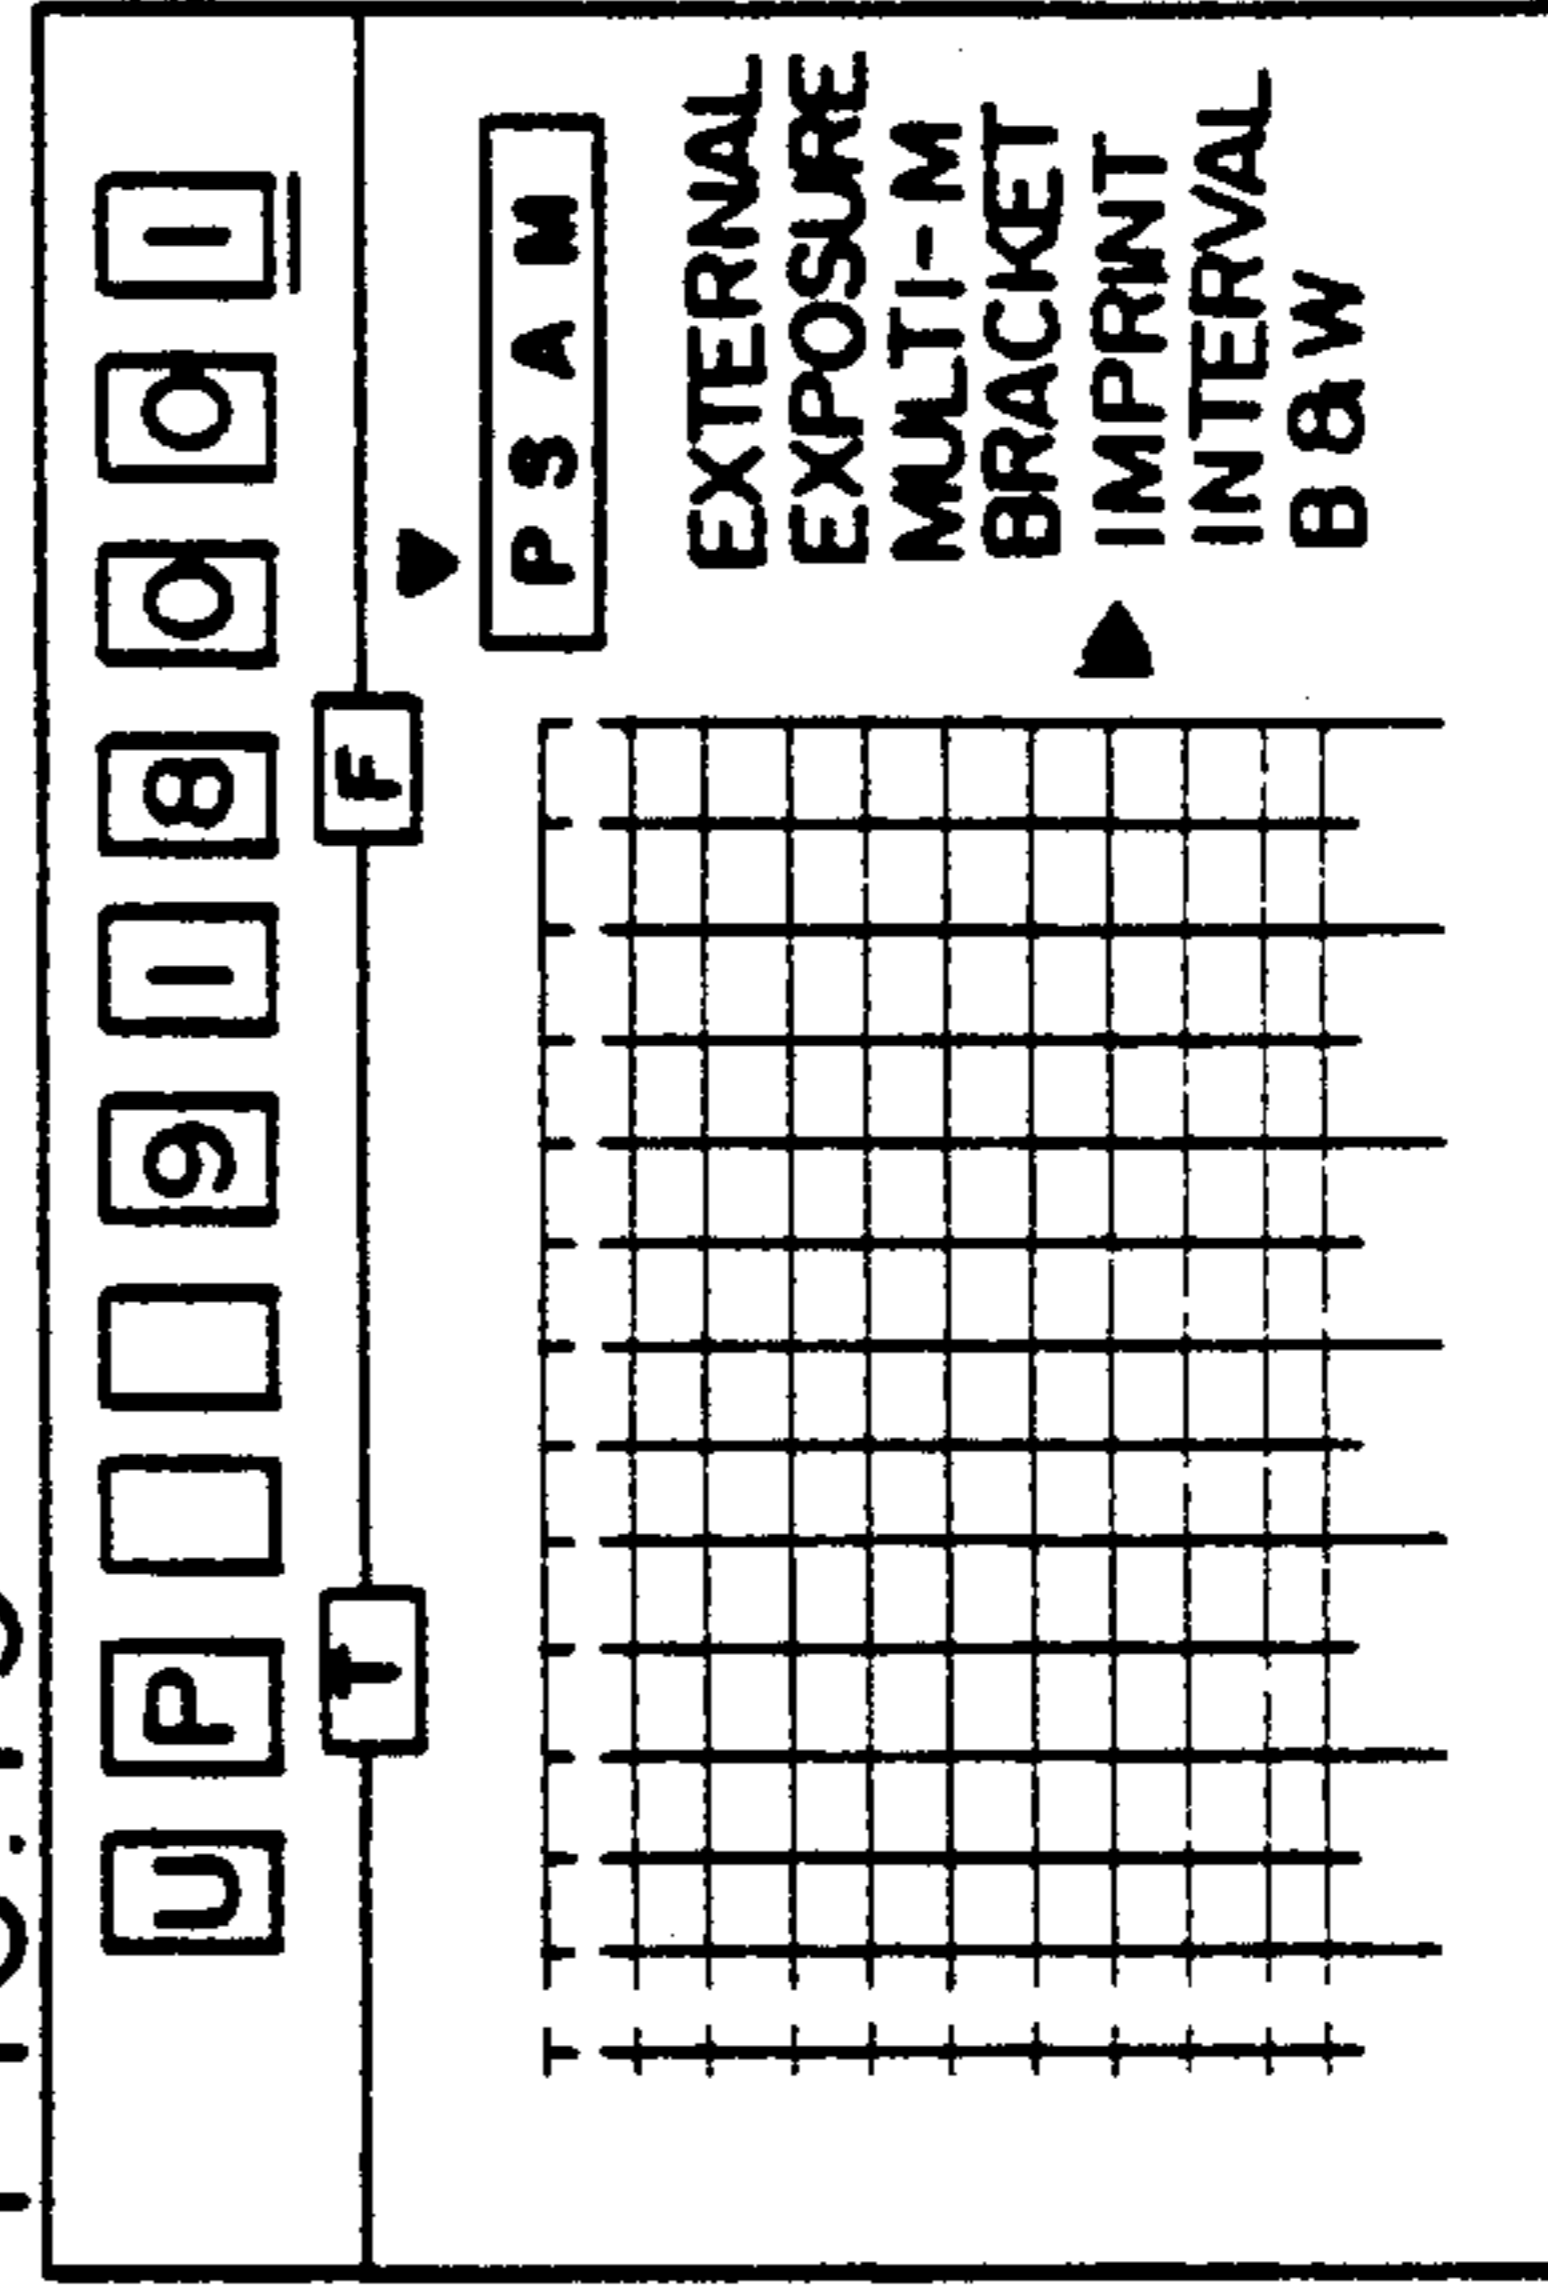 U P 9 1 8 0 0 1
T F
P S A M
EXTERNAL
EXPOSURE
MULTI-M
BRACKET
IMPRINT
INTERVAL
B & W